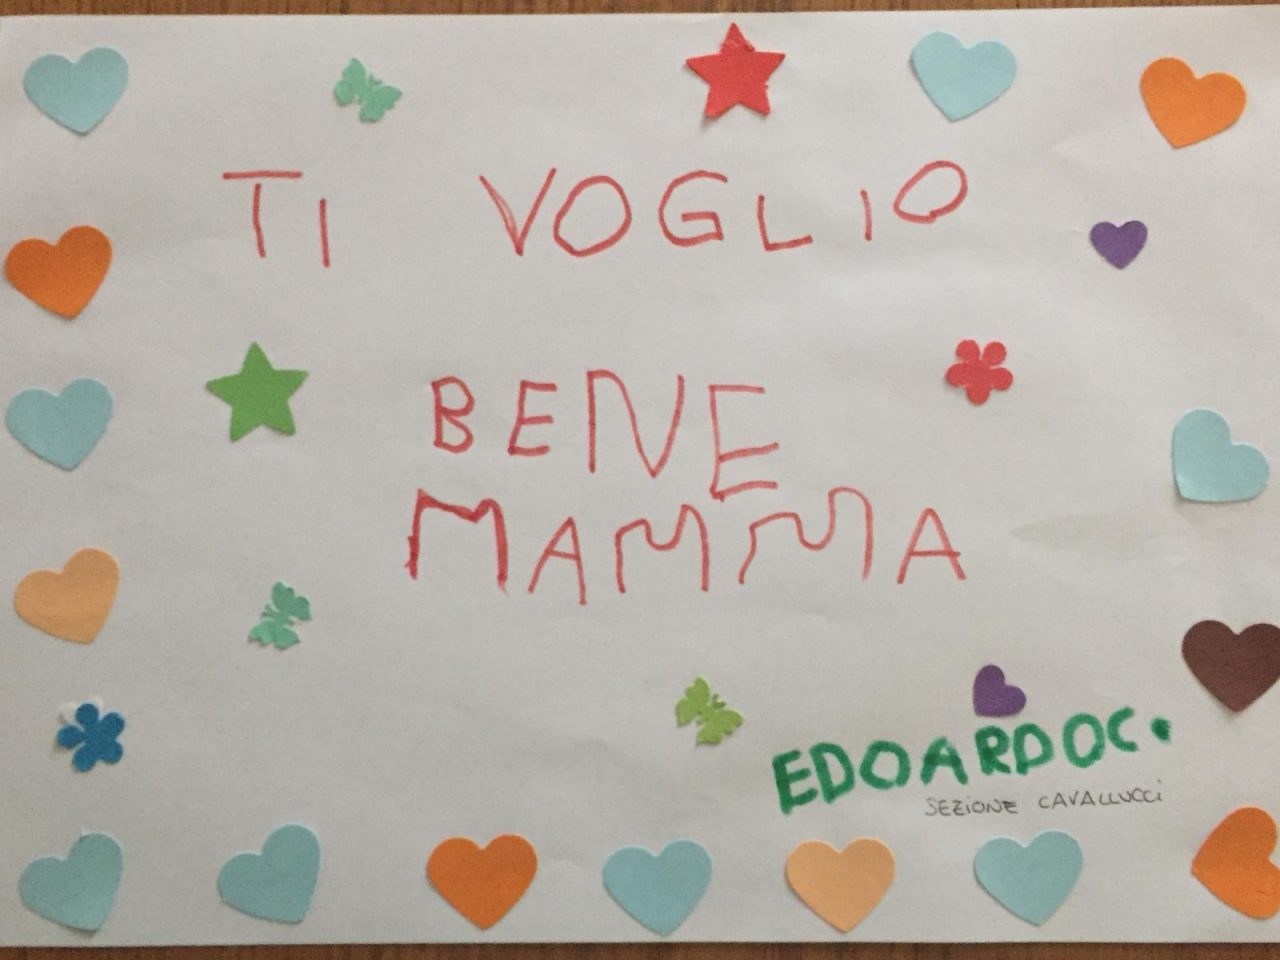 TI VOGLIO
BENE
MAMMA
EDOARDO C.
SEZIONE CAVALLUCCI